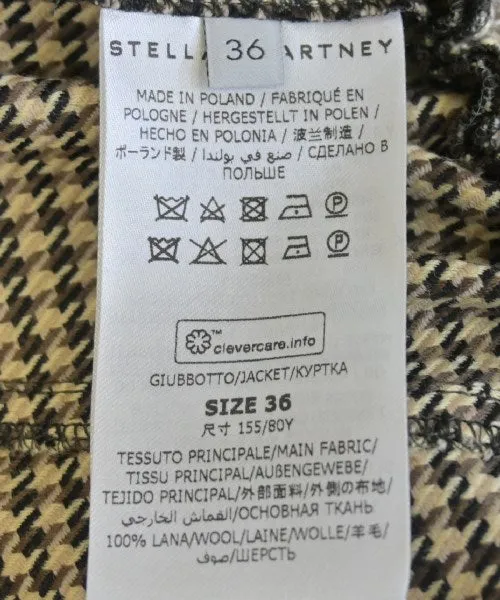 STELLA McCARTNEY
36
MADE IN POLAND / FABRIQUÉ EN
POLOGNE / HERGESTELLT IN POLEN /
HECHO EN POLONIA / 波兰制造 /
ポーランド製 / صنع في بولندا / СДЕЛАНО В
ПОЛЬШЕ
P
P
™
clevercare.info
GIUBBOTTO/JACKET/КУРТКА
SIZE 36
尺寸 155/80Y
TESSUTO PRINCIPALE/MAIN FABRIC/
TISSU PRINCIPAL/AUßENGEWEBE/
TEJIDO PRINCIPAL/外部面料/外側の布地/
القماش الخارجي/ОСНОВНАЯ ТКАНЬ
100% LANA/WOOL/LAINE/WOLLE/羊毛/
صوف/ШЕРСТЬ